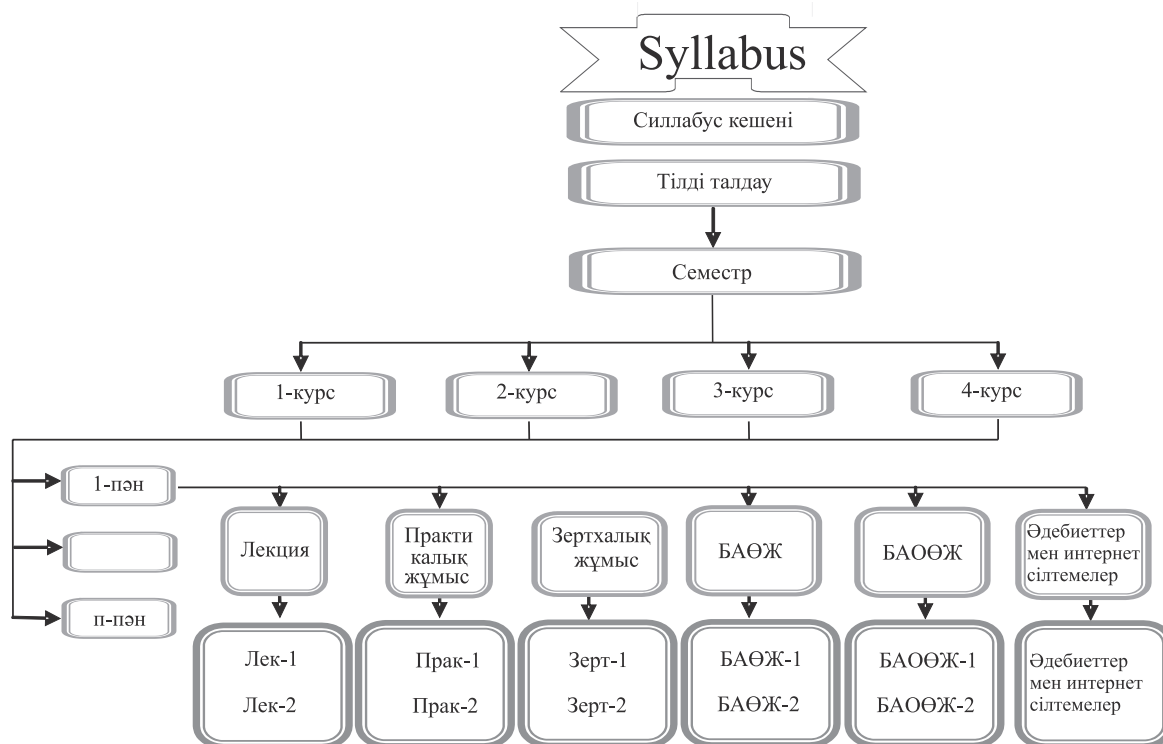 Syllabus
Силлабус кешені
Тілді талдау
Семестр
1-курс
2-курс
3-курс
4-курс
1-пән
п-пән
Лекция
Практи
калық
жұмыс
Зертхалық
жұмыс
БАӨЖ
БАОӨЖ
Әдебиеттер
мен интернет
сілтемелер
Лек-1
Лек-2
Прак-1
Прак-2
Зерт-1
Зерт-2
БАӨЖ-1
БАӨЖ-2
БАОӨЖ-1
БАОӨЖ-2
Әдебиеттер
мен интернет
сілтемелер